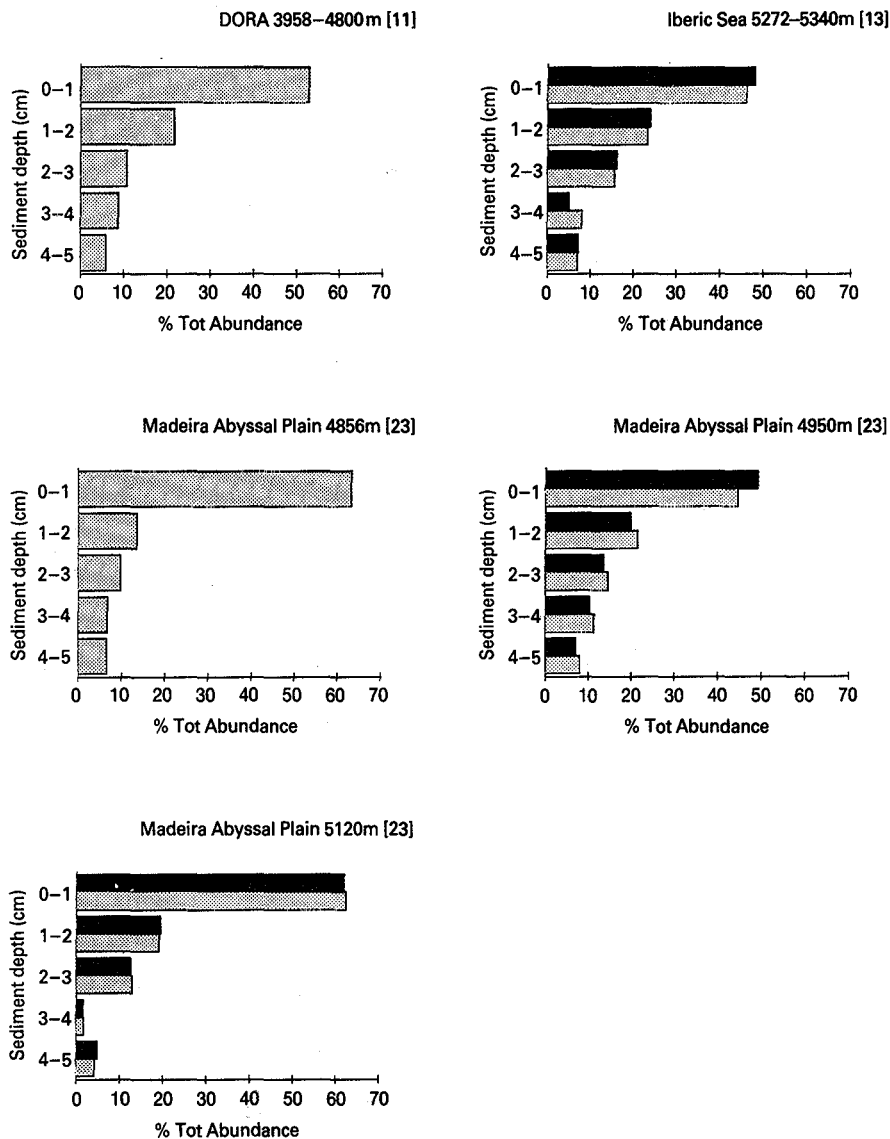 DORA 3958–4800m [11]
Sediment depth (cm)
0–1
1–2
2–3
3–4
4–5
0 10 20 30 40 50 60 70
% Tot Abundance
Iberic Sea 5272–5340m [13]
Sediment depth (cm)
0–1
1–2
2–3
3–4
4–5
0 10 20 30 40 50 60 70
% Tot Abundance
Madeira Abyssal Plain 4856m [23]
Sediment depth (cm)
0–1
1–2
2–3
3–4
4–5
0 10 20 30 40 50 60 70
% Tot Abundance
Madeira Abyssal Plain 4950m [23]
Sediment depth (cm)
0–1
1–2
2–3
3–4
4–5
0 10 20 30 40 50 60 70
% Tot Abundance
Madeira Abyssal Plain 5120m [23]
Sediment depth (cm)
0–1
1–2
2–3
3–4
4–5
0 10 20 30 40 50 60 70
% Tot Abundance